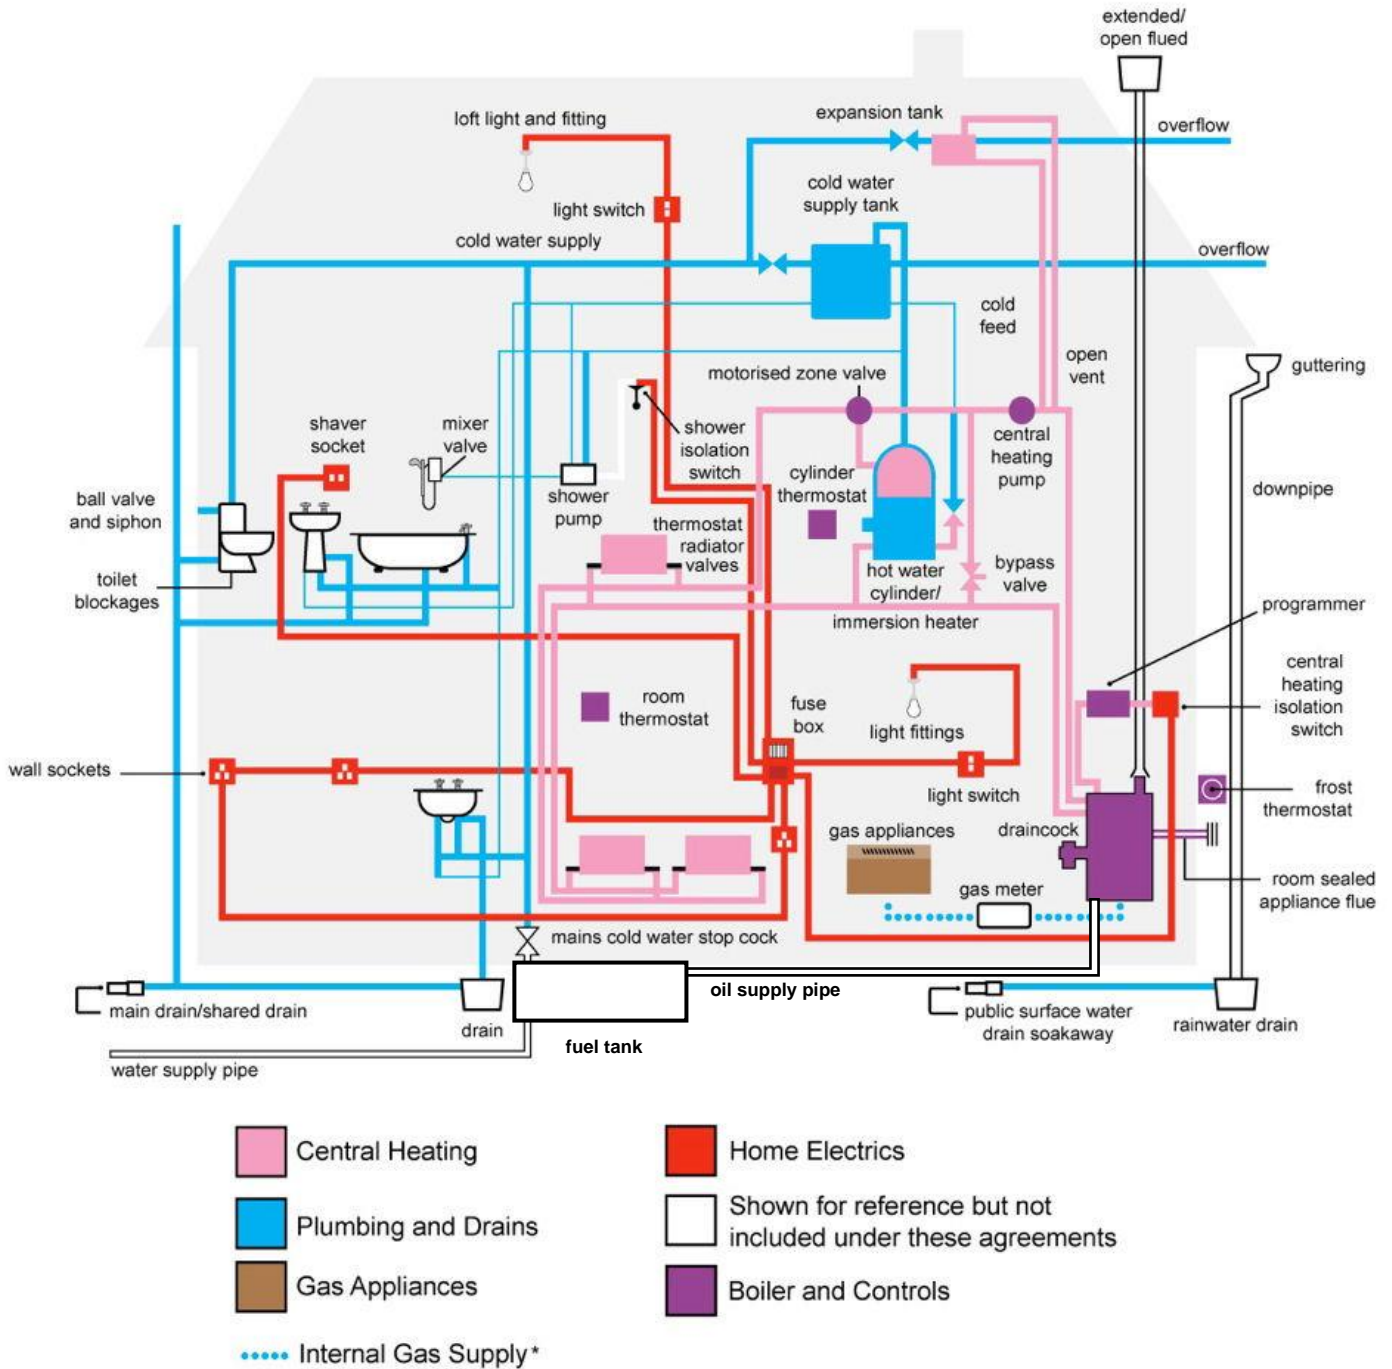 extended/
open flued
expansion tank
overflow
loft light and fitting
cold water
supply tank
light switch
cold water supply
overflow
cold
feed
open
vent
guttering
motorised zone valve
shaver
socket
mixer
valve
shower
isolation
switch
central
heating
pump
cylinder
thermostat
downpipe
ball valve
and siphon
shower
pump
thermostat
radiator
valves
toilet
blockages
hot water
cylinder/
immersion heater
bypass
valve
programmer
central
heating
isolation
switch
room
thermostat
fuse
box
light fittings
wall sockets
light switch
frost
thermostat
gas appliances
draincock
gas meter
room sealed
appliance flue
mains cold water stop cock
oil supply pipe
main drain/shared drain
drain
fuel tank
public surface water
drain soakaway
rainwater drain
water supply pipe
Central Heating
Home Electrics
Plumbing and Drains
Shown for reference but not
included under these agreements
Gas Appliances
Boiler and Controls
Internal Gas Supply*